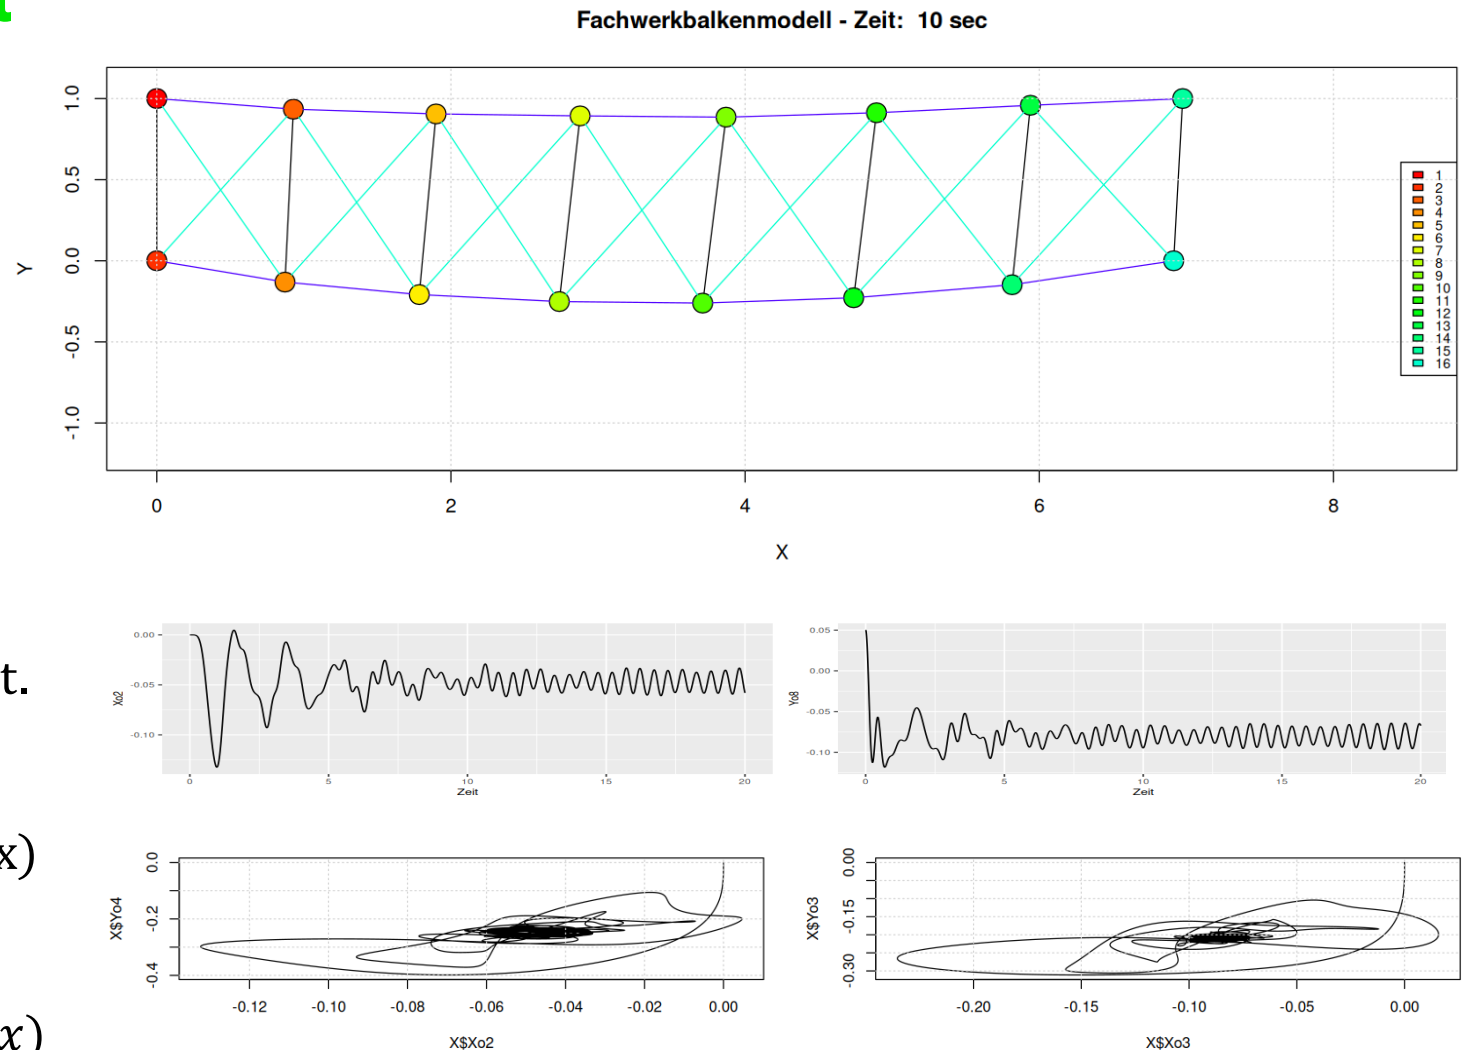 t
Fachwerkbalkenmodell - Zeit:  10 sec
1.0
0.5
0.0
-0.5
-1.0
Y
0 2 4 6 8
X
1
2
3
4
5
6
7
8
9
10
11
12
13
14
15
16
t.
0.00
-0.05
-0.10
Xo2
0 5 10 15 20
Zeit
0.05
0.00
-0.05
-0.10
Yo8
0 5 10 15 20
Zeit
x)
0.0
-0.2
-0.4
X$Yo4
-0.12 -0.10 -0.08 -0.06 -0.04 -0.02 0.00
X$Xo2
0.00
-0.15
-0.30
X$Yo3
-0.20 -0.15 -0.10 -0.05 0.00
X$Xo3
x)